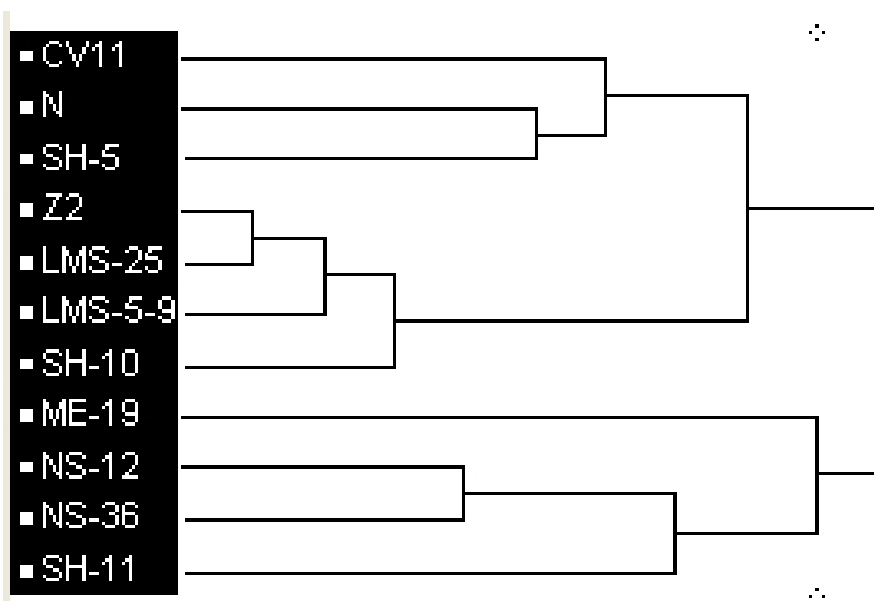 CV11
N
SH-5
Z2
LMS-25
LMS-5-9
SH-10
ME-19
NS-12
NS-36
SH-11